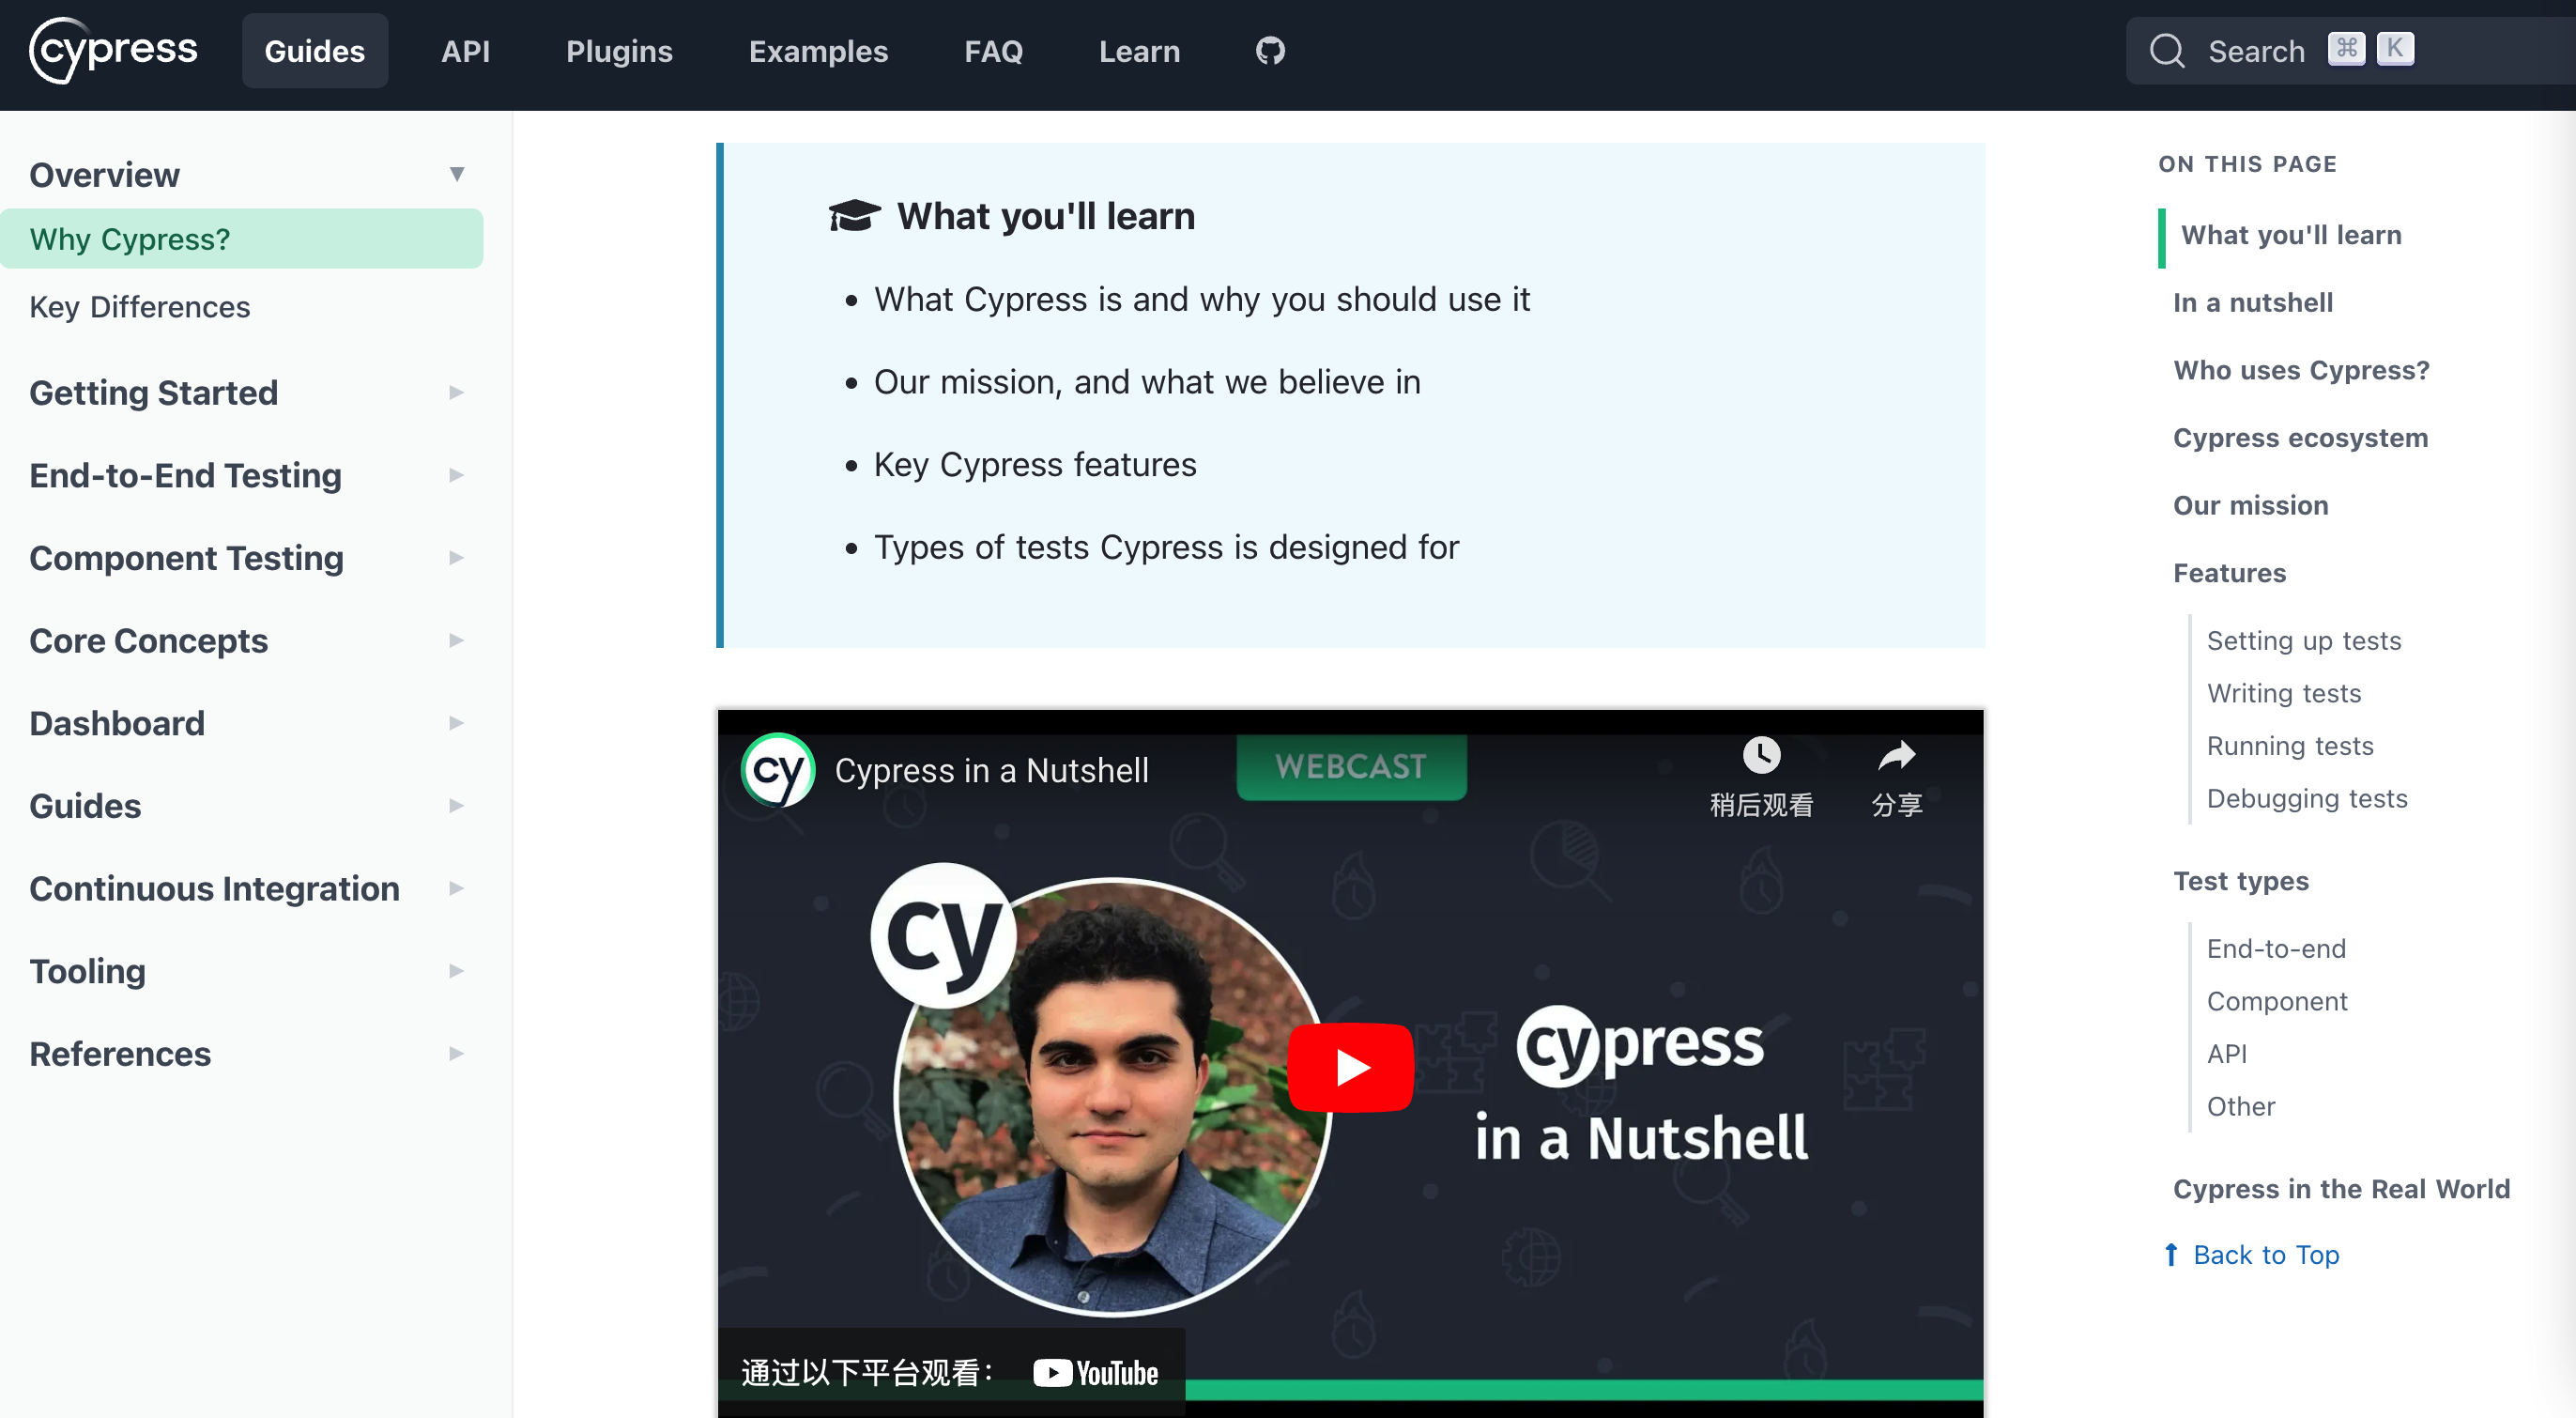 cypress
Guides
API
Plugins
Examples
FAQ
Learn
Search ⌘ K
Overview
Why Cypress?
Key Differences
Getting Started
End-to-End Testing
Component Testing
Core Concepts
Dashboard
Guides
Continuous Integration
Tooling
References
What you'll learn
• What Cypress is and why you should use it
• Our mission, and what we believe in
• Key Cypress features
• Types of tests Cypress is designed for
cy
Cypress in a Nutshell
WEBCAST
稍后观看
分享
cy
cypress
in a Nutshell
通过以下平台观看：
YouTube
ON THIS PAGE
What you'll learn
In a nutshell
Who uses Cypress?
Cypress ecosystem
Our mission
Features
Setting up tests
Writing tests
Running tests
Debugging tests
Test types
End-to-end
Component
API
Other
Cypress in the Real World
Back to Top